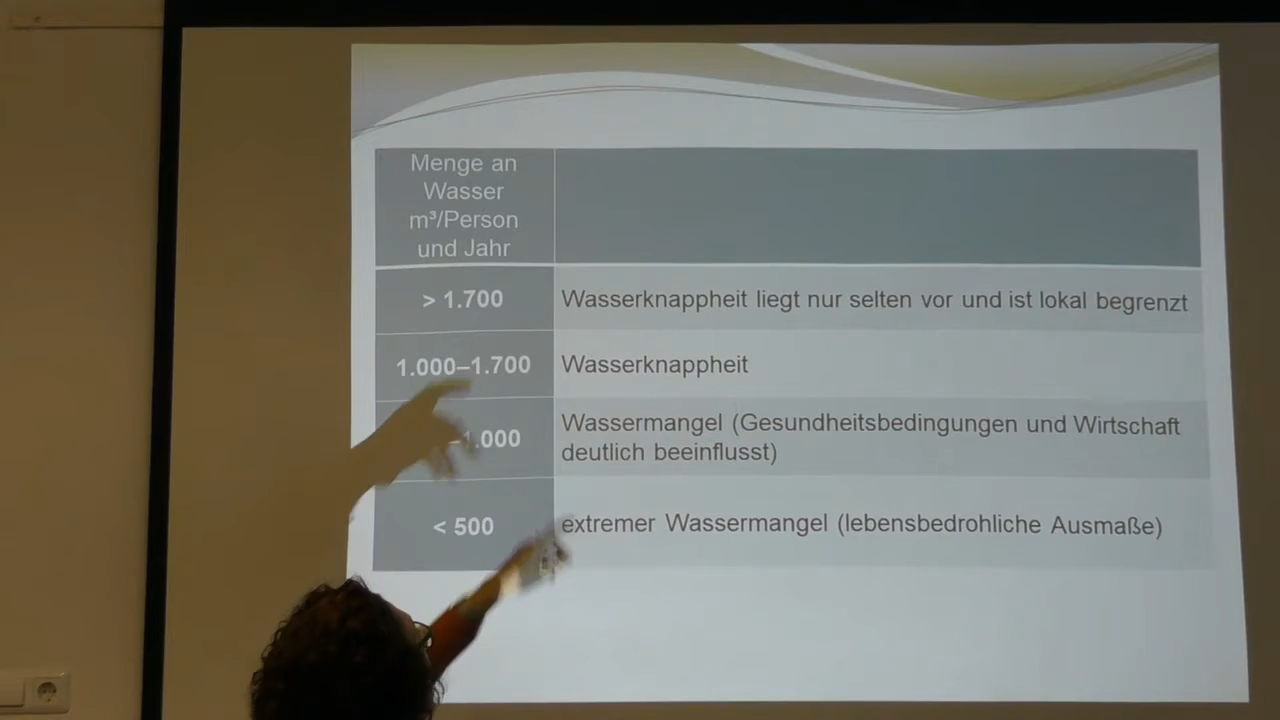 Menge an
Wasser
m³/Person
und Jahr
> 1.700
Wasserknappheit liegt nur selten vor und ist lokal begrenzt
1.000–1.700
Wasserknappheit
1.000
Wassermangel (Gesundheitsbedingungen und Wirtschaft
deutlich beeinflusst)
< 500
extremer Wassermangel (lebensbedrohliche Ausmaße)